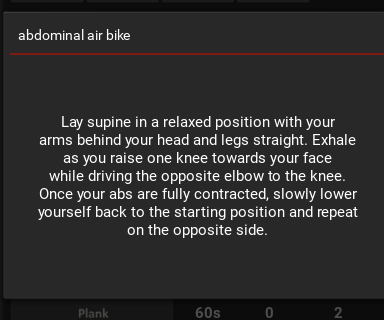 abdominal air bike
Lay supine in a relaxed position with your
arms behind your head and legs straight. Exhale
as you raise one knee towards your face
while driving the opposite elbow to the knee.
Once your abs are fully contracted, slowly lower
yourself back to the starting position and repeat
on the opposite side.
Plank 60s 0 2